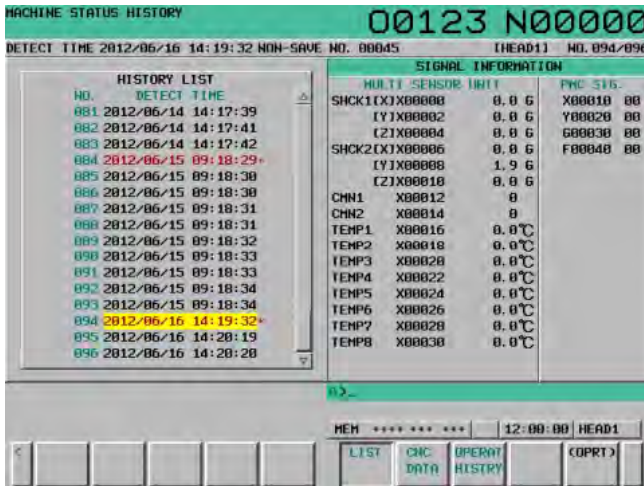 MACHINE STATUS HISTORY
O0123 N00000
DETECT TIME 2012/06/16 14:19:32 NON-SAVE NO. 00045 [HEAD1] NO.094/096
HISTORY LIST
NO. DETECT TIME
081 2012/06/14 14:17:39
082 2012/06/14 14:17:41
083 2012/06/14 14:17:42
084 2012/06/15 09:18:29*
085 2012/06/15 09:18:30
086 2012/06/15 09:18:30
087 2012/06/15 09:18:31
088 2012/06/15 09:18:31
089 2012/06/15 09:18:32
090 2012/06/15 09:18:33
091 2012/06/15 09:18:33
092 2012/06/15 09:18:34
093 2012/06/15 09:18:34
094 2012/06/16 14:19:32*
095 2012/06/16 14:20:19
096 2012/06/16 14:20:20
SIGNAL INFORMATION
MULTI SENSOR UNIT PMC SIG.
SHCK1[X]X00000 0.0 G X00010 00
[Y]X00002 0.0 G Y00020 00
[Z]X00004 0.0 G G00030 00
SHCK2[X]X00006 0.0 G F00040 00
[Y]X00008 1.9 G
[Z]X00010 0.0 G
CMN1 X00012 0
CMN2 X00014 0
TEMP1 X00016 0.0℃
TEMP2 X00018 0.0℃
TEMP3 X00020 0.0℃
TEMP4 X00022 0.0℃
TEMP5 X00024 0.0℃
TEMP6 X00026 0.0℃
TEMP7 X00028 0.0℃
TEMP8 X00030 0.0℃
A>_
MEM **** *** *** 12:00:00 HEAD1
< LIST CNC DATA OPERAT HISTRY (OPRT)